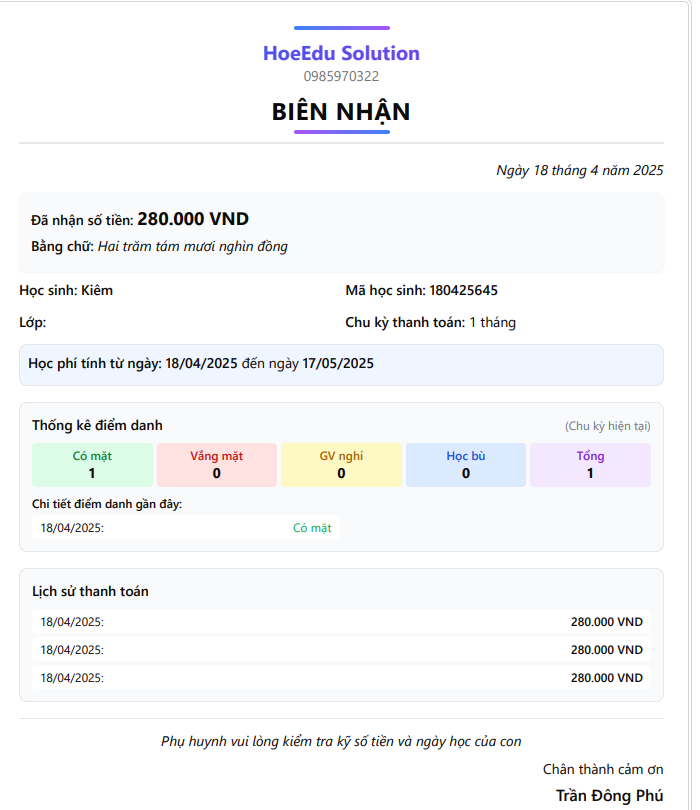 HoeEdu Solution
0985970322
BIÊN NHẬN
Ngày 18 tháng 4 năm 2025
Đã nhận số tiền: 280.000 VND
Bằng chữ: Hai trăm tám mươi nghìn đồng
Học sinh: Kiêm
Mã học sinh: 180425645
Lớp:
Chu kỳ thanh toán: 1 tháng
Học phí tính từ ngày: 18/04/2025 đến ngày 17/05/2025
Thống kê điểm danh
(Chu kỳ hiện tại)
Có mặt
1
Vắng mặt
0
GV nghỉ
0
Học bù
0
Tổng
1
Chi tiết điểm danh gần đây:
18/04/2025: Có mặt
Lịch sử thanh toán
18/04/2025: 280.000 VND
18/04/2025: 280.000 VND
18/04/2025: 280.000 VND
Phụ huynh vui lòng kiểm tra kỹ số tiền và ngày học của con
Chân thành cảm ơn
Trần Đông Phú